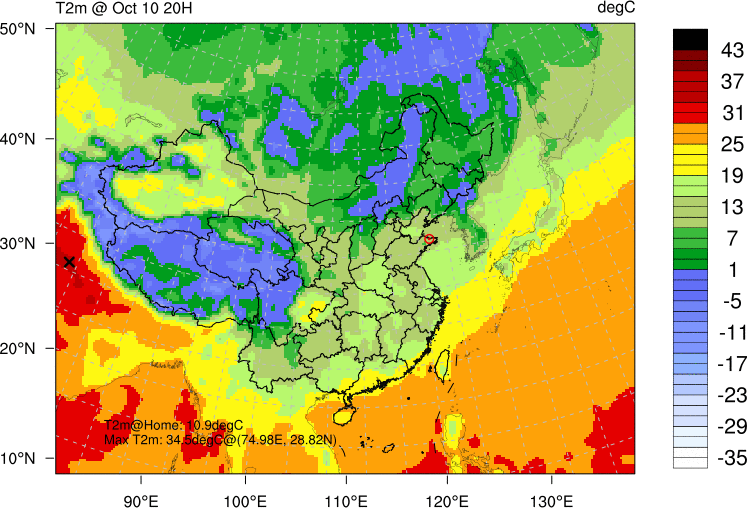 T2m @ Oct 10 20H
degC
50°N
40°N
30°N
20°N
10°N
90°E
100°E
110°E
120°E
130°E
T2m@Home: 10.9degC
Max T2m: 34.5degC@(74.98E, 28.82N)
43
37
31
25
19
13
7
1
-5
-11
-17
-23
-29
-35